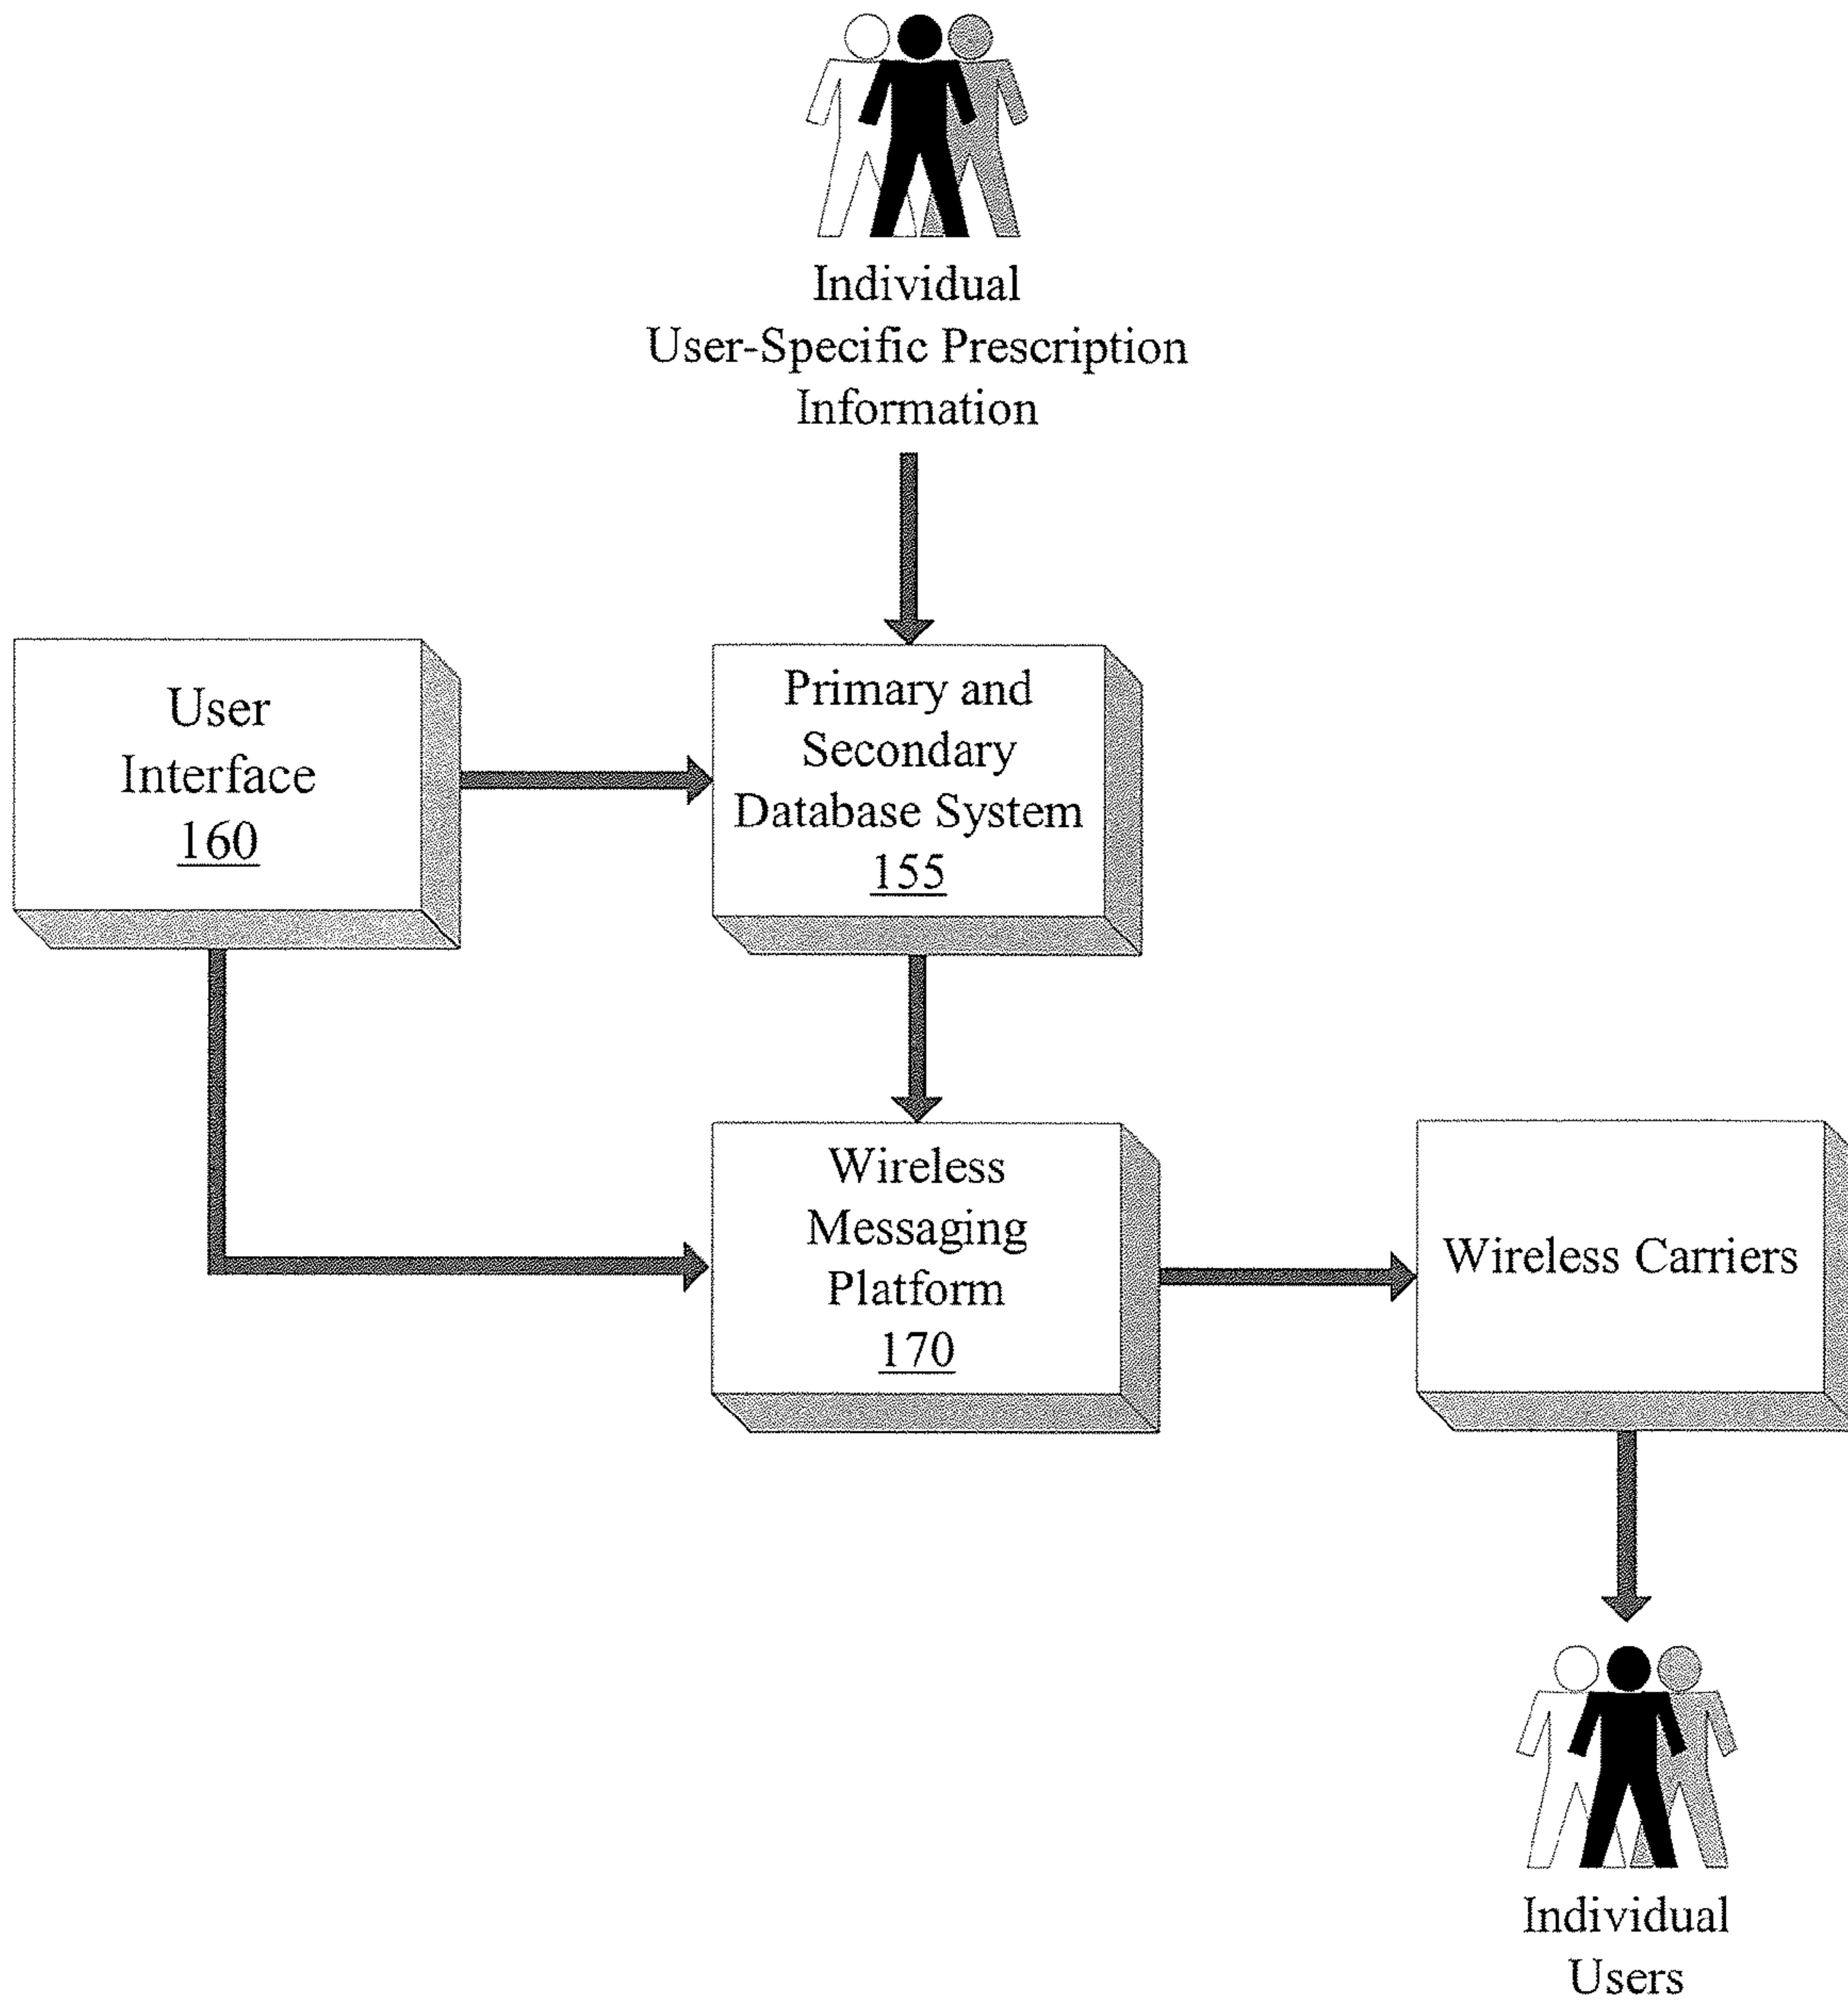 Individual
User-Specific Prescription
Information
User
Interface
160
Primary and
Secondary
Database System
155
Wireless
Messaging
Platform
170
Wireless Carriers
Individual
Users